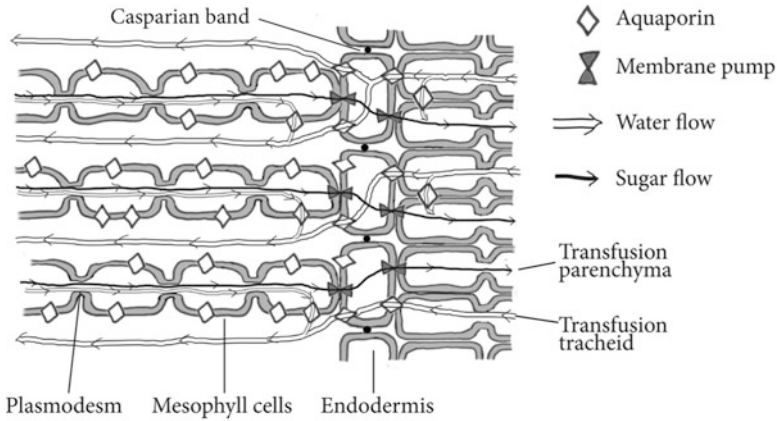 Casparian band
Aquaporin
Membrane pump
Water flow
Sugar flow
Transfusion
parenchyma
Transfusion
tracheid
Plasmodesm
Mesophyll cells
Endodermis